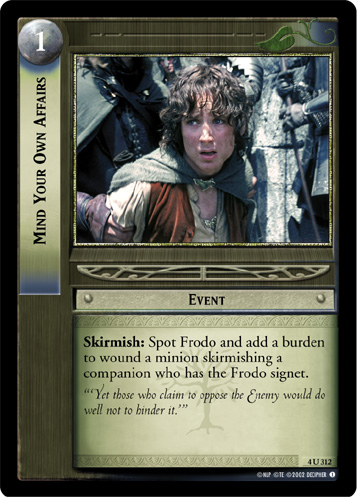 1
MIND YOUR OWN AFFAIRS
EVENT
Skirmish: Spot Frodo and add a burden
to wound a minion skirmishing a
companion who has the Frodo signet.
“‘Yet those who claim to oppose the Enemy would do
well not to hinder it.’”
4 U 312
©NLP ™©TE ©2002 DECIPHER